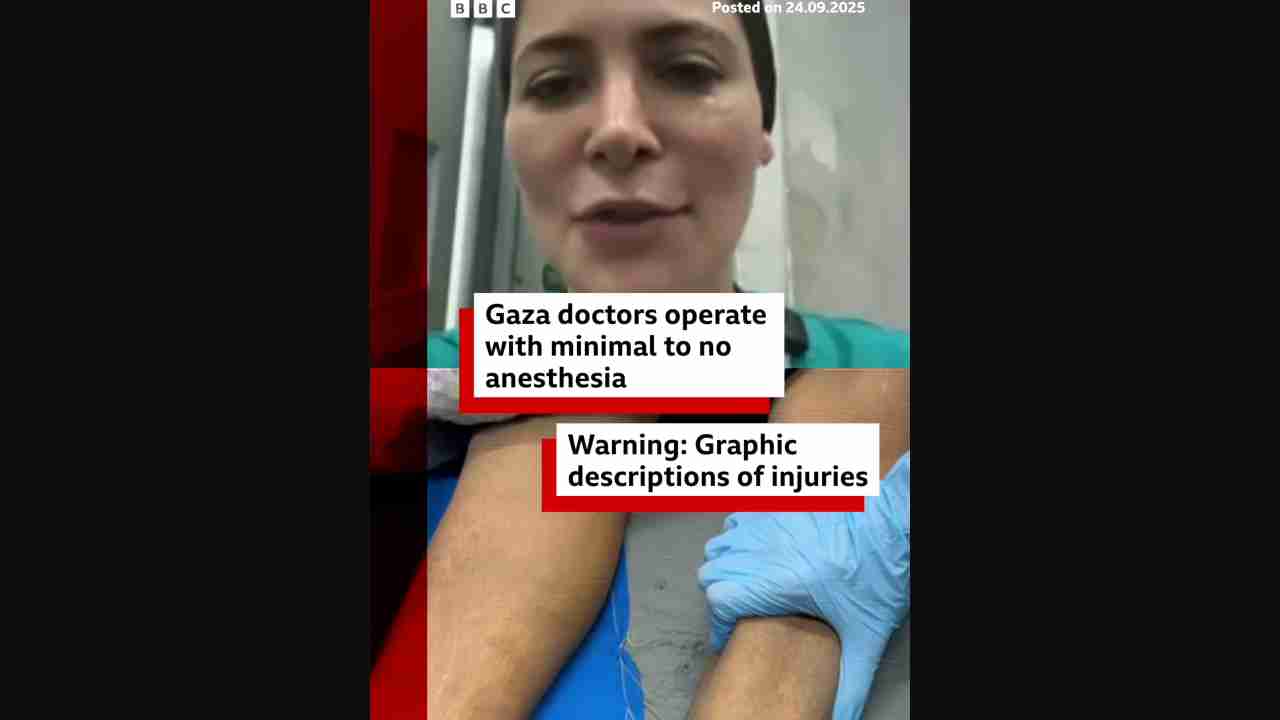 BBC
Posted on 24.09.2025
Gaza doctors operate
with minimal to no
anesthesia
Warning: Graphic
descriptions of injuries